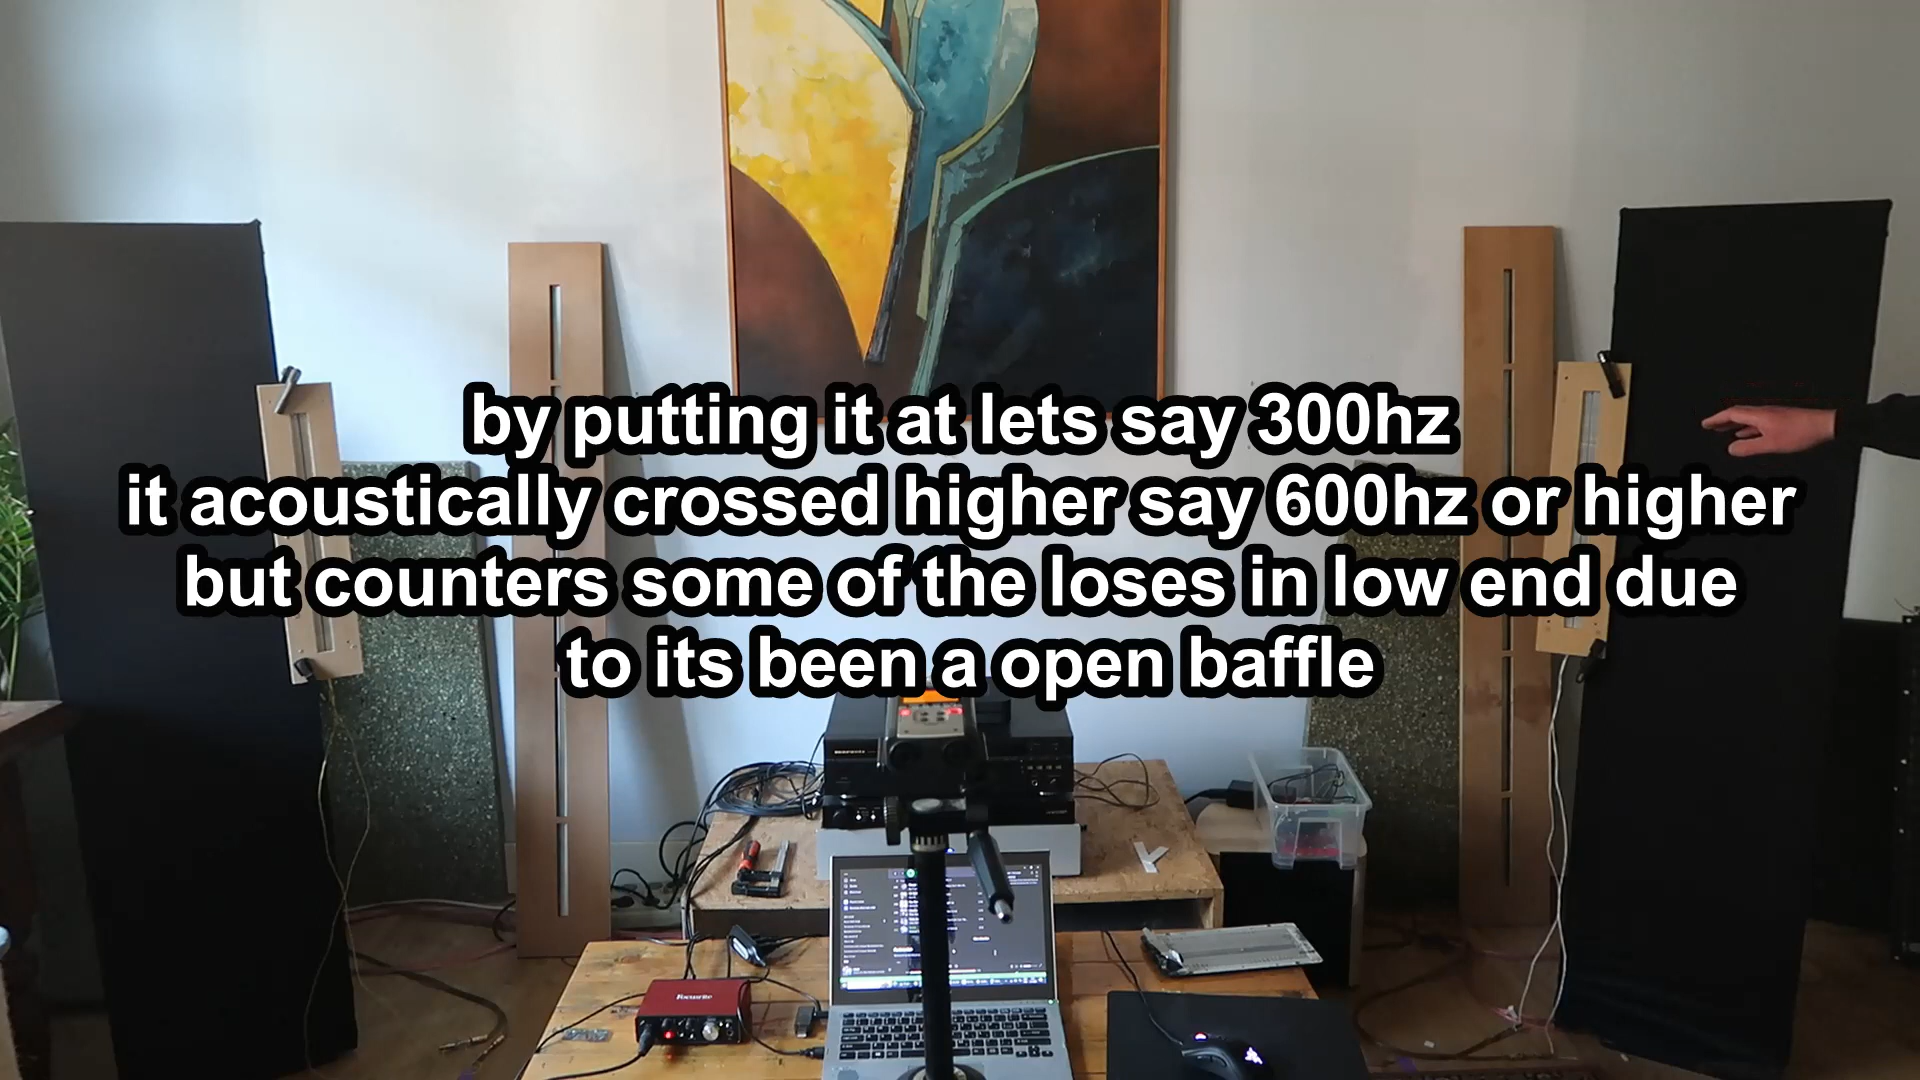 by putting it at lets say 300hz
it acoustically crossed higher say 600hz or higher
but counters some of the loses in low end due
to its been a open baffle
Focusrite